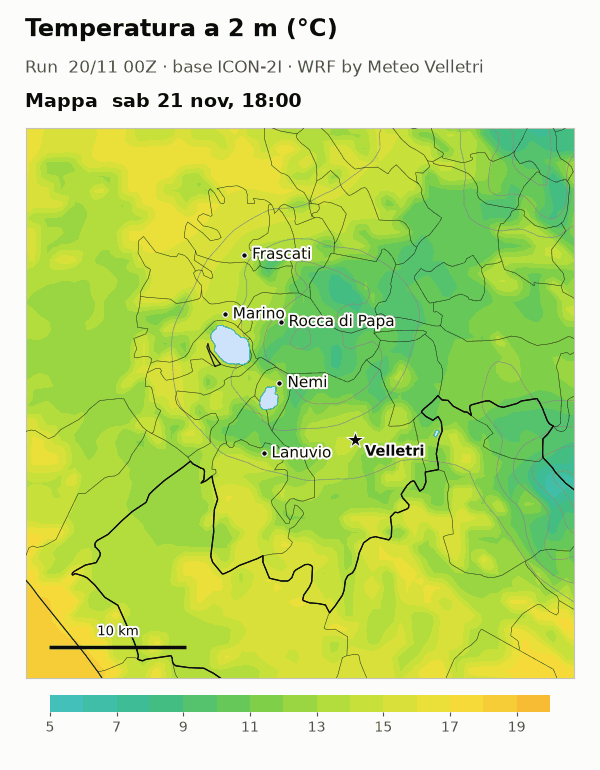 Temperatura a 2 m (°C)
Run  20/11 00Z · base ICON-2I · WRF by Meteo Velletri
Mappa  sab 21 nov, 18:00
Frascati
Marino
Rocca di Papa
Nemi
Velletri
Lanuvio
10 km
5 7 9 11 13 15 17 19